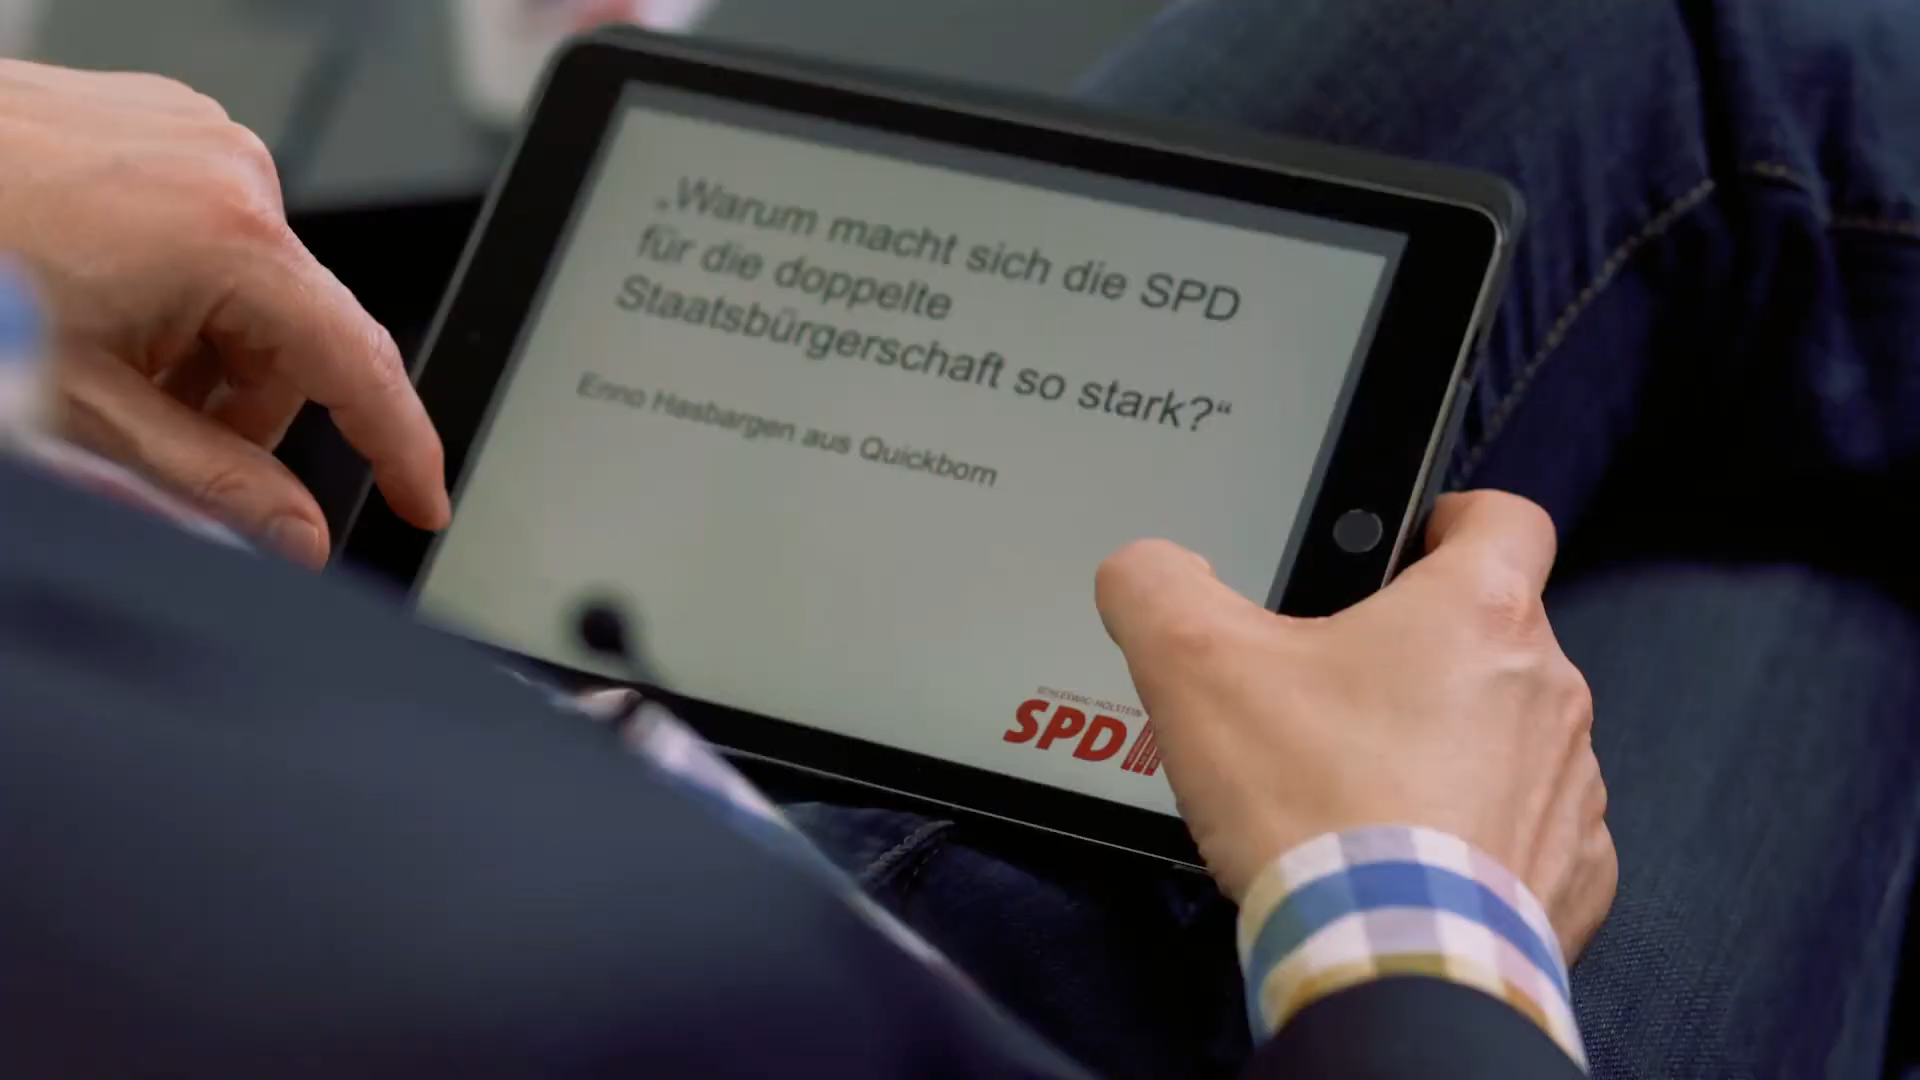 „Warum macht sich die SPD
für die doppelte
Staatsbürgerschaft so stark?“
Enno Hasbargen aus Quickborn
SCHLESWIG-HOLSTEIN
SPD